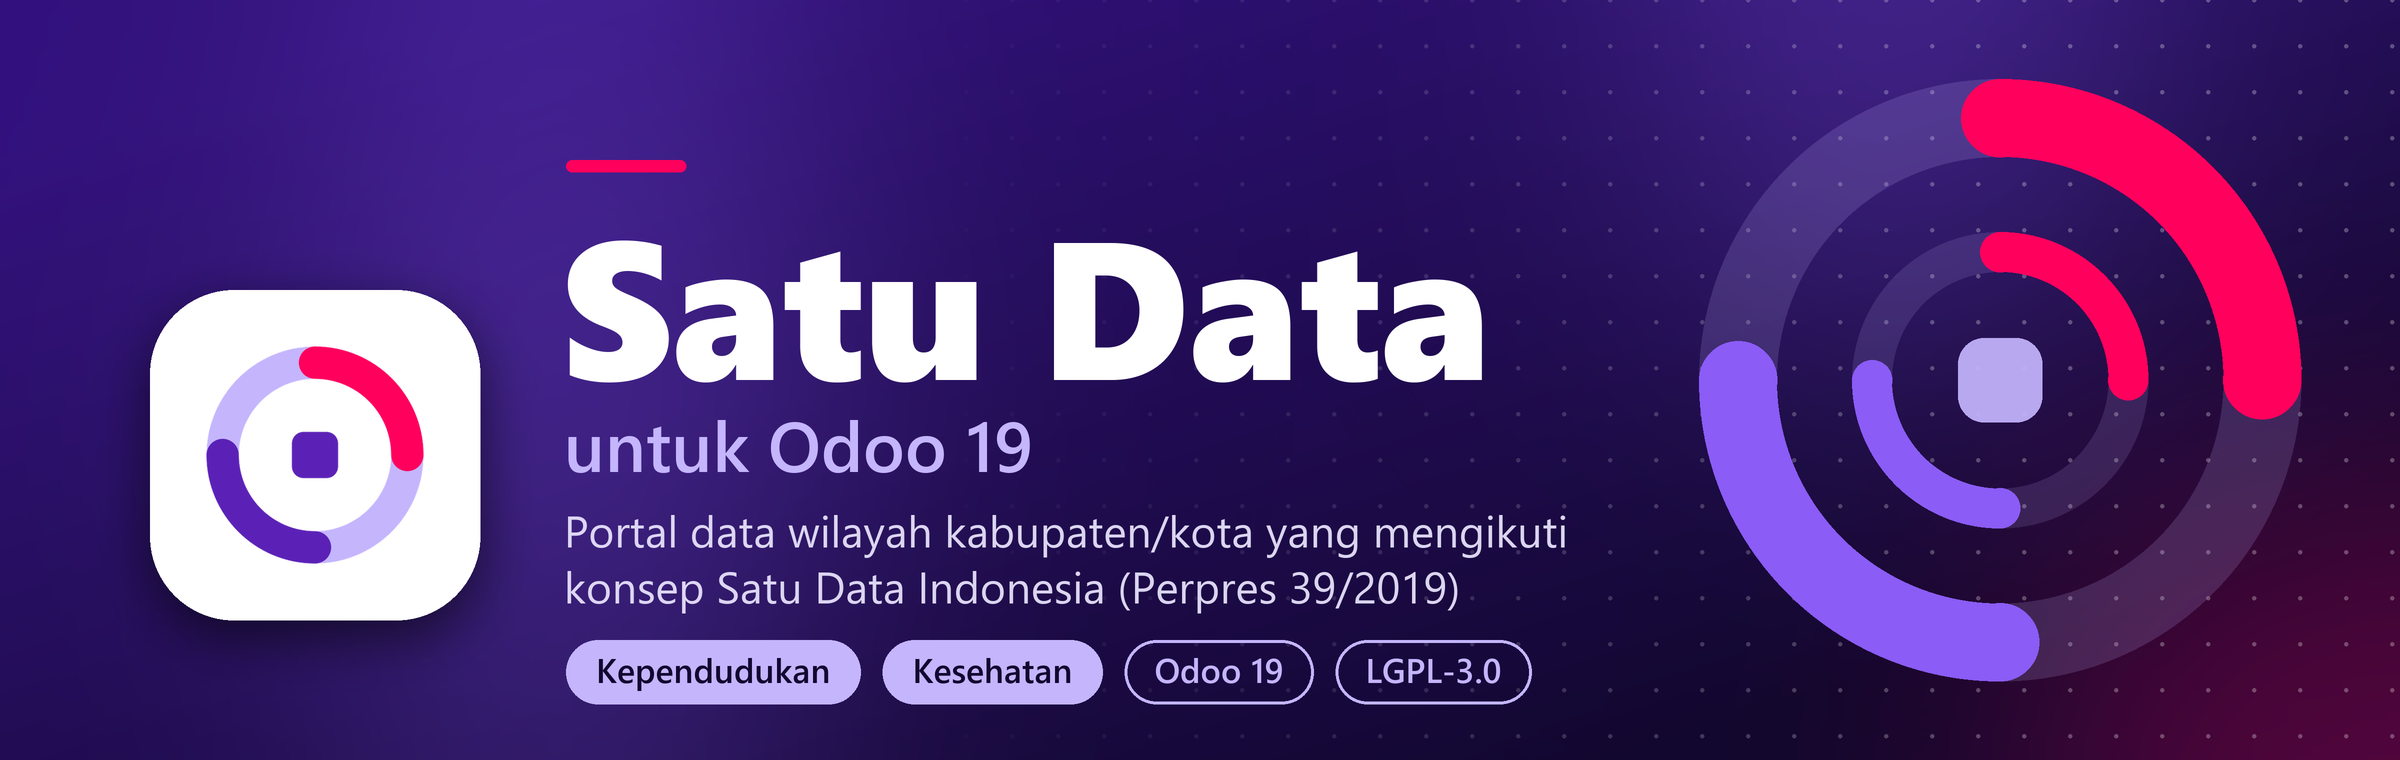 Satu Data
untuk Odoo 19
Portal data wilayah kabupaten/kota yang mengikuti
konsep Satu Data Indonesia (Perpres 39/2019)
Kependudukan Kesehatan Odoo 19 LGPL-3.0